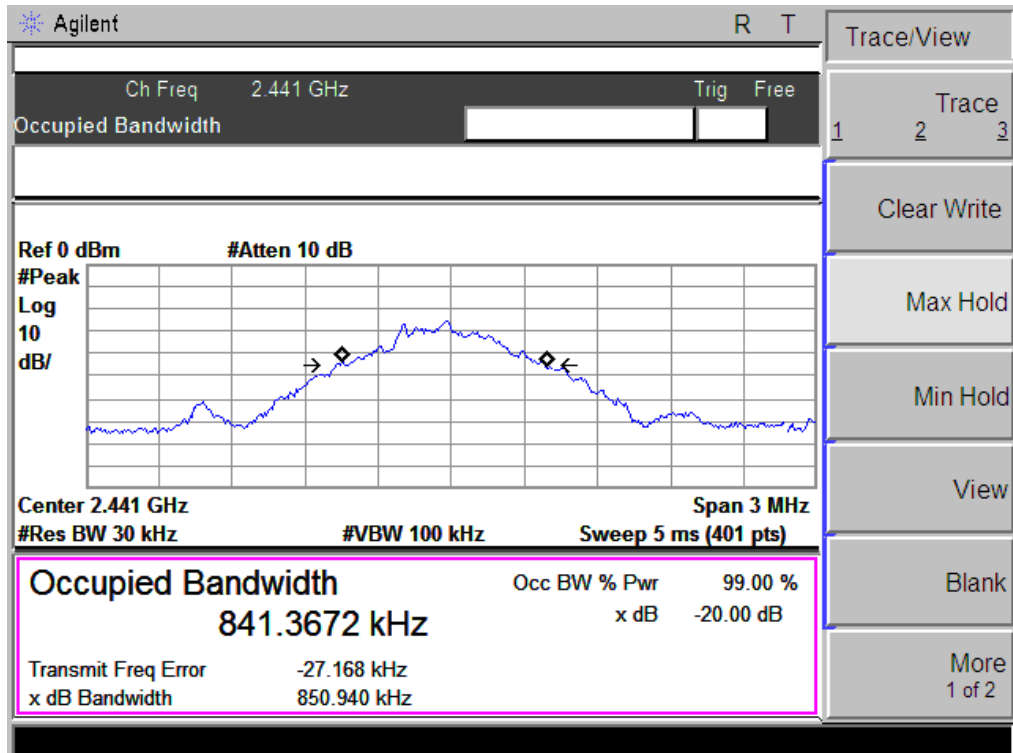 Agilent R T
Trace/View
Ch Freq 2.441 GHz Trig Free
Occupied Bandwidth
Trace
1 2 3
Clear Write
Ref 0 dBm #Atten 10 dB
#Peak
Log
10
dB/
Max Hold
Min Hold
View
Center 2.441 GHz Span 3 MHz
#Res BW 30 kHz #VBW 100 kHz Sweep 5 ms (401 pts)
Occupied Bandwidth Occ BW % Pwr 99.00 %
841.3672 kHz x dB -20.00 dB
Transmit Freq Error -27.168 kHz
x dB Bandwidth 850.940 kHz
Blank
More
1 of 2